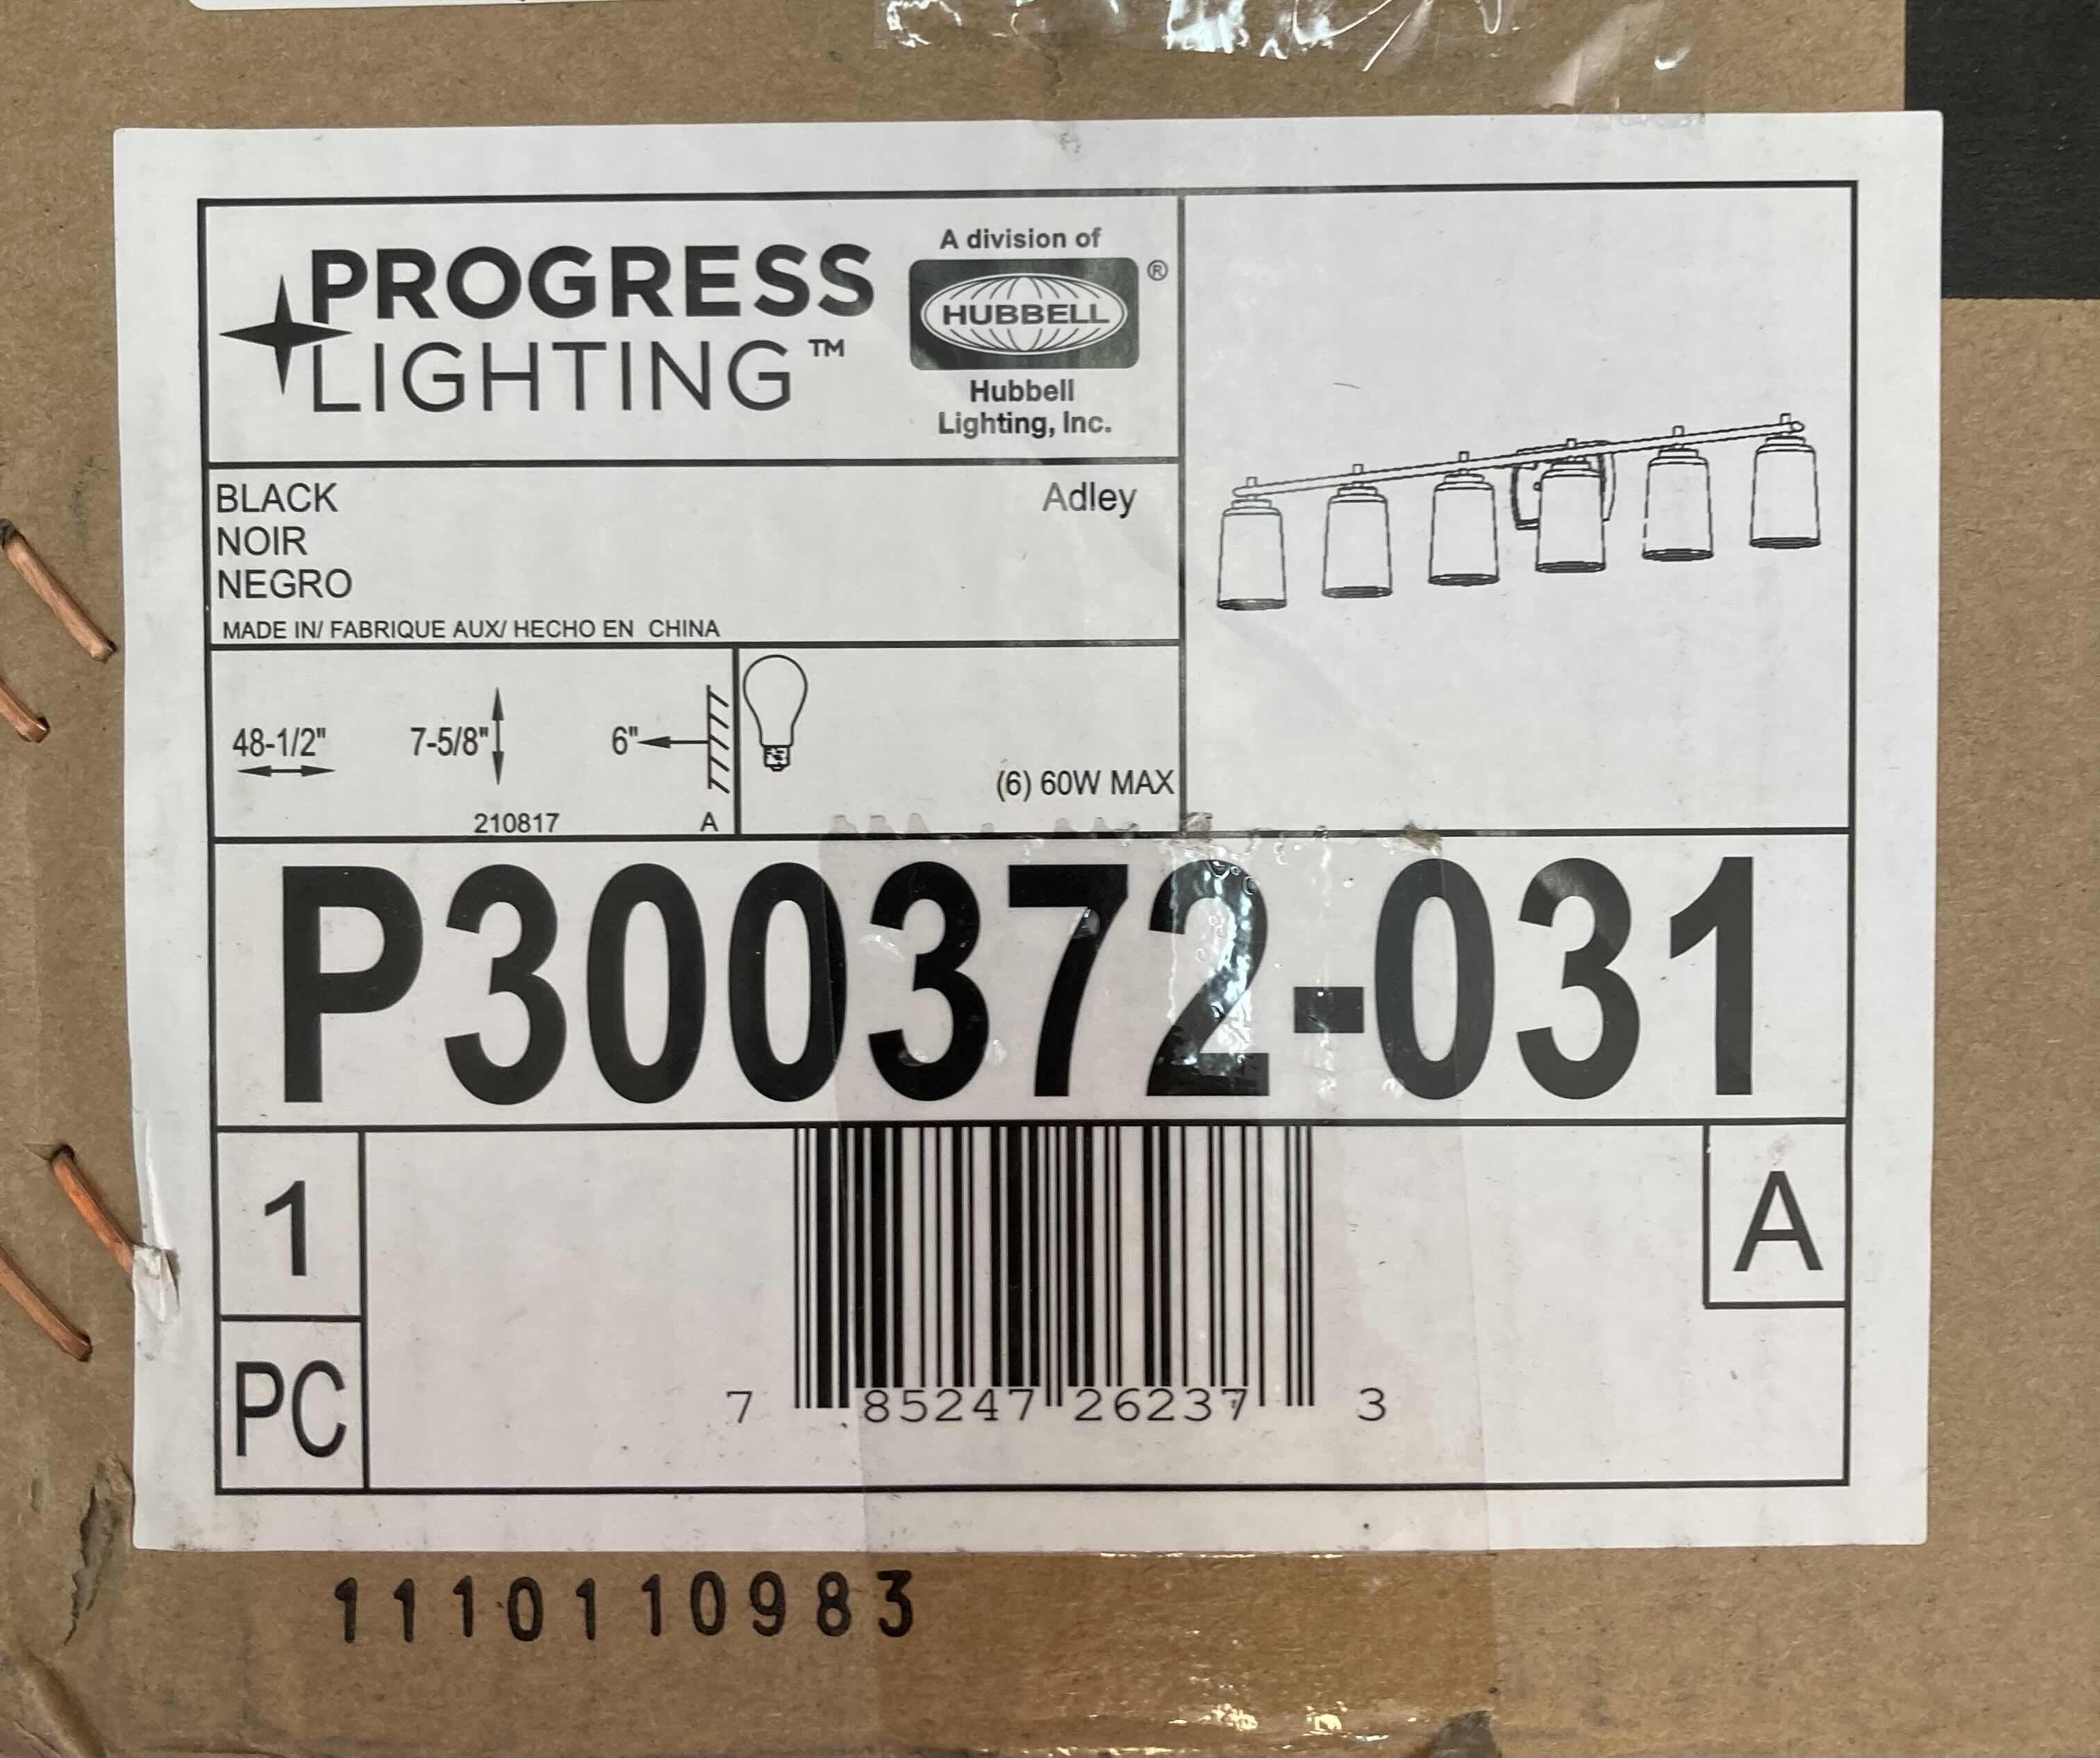 PROGRESS
LIGHTING™
A division of
HUBBELL
®
Hubbell
Lighting, Inc.
BLACK
Adley
NOIR
NEGRO
MADE IN/ FABRIQUE AUX/ HECHO EN CHINA
48-1/2"
7-5/8"
6"
210817
A
(6) 60W MAX
P300372-031
1
PC
A
7 85247 26237 3
1110110983